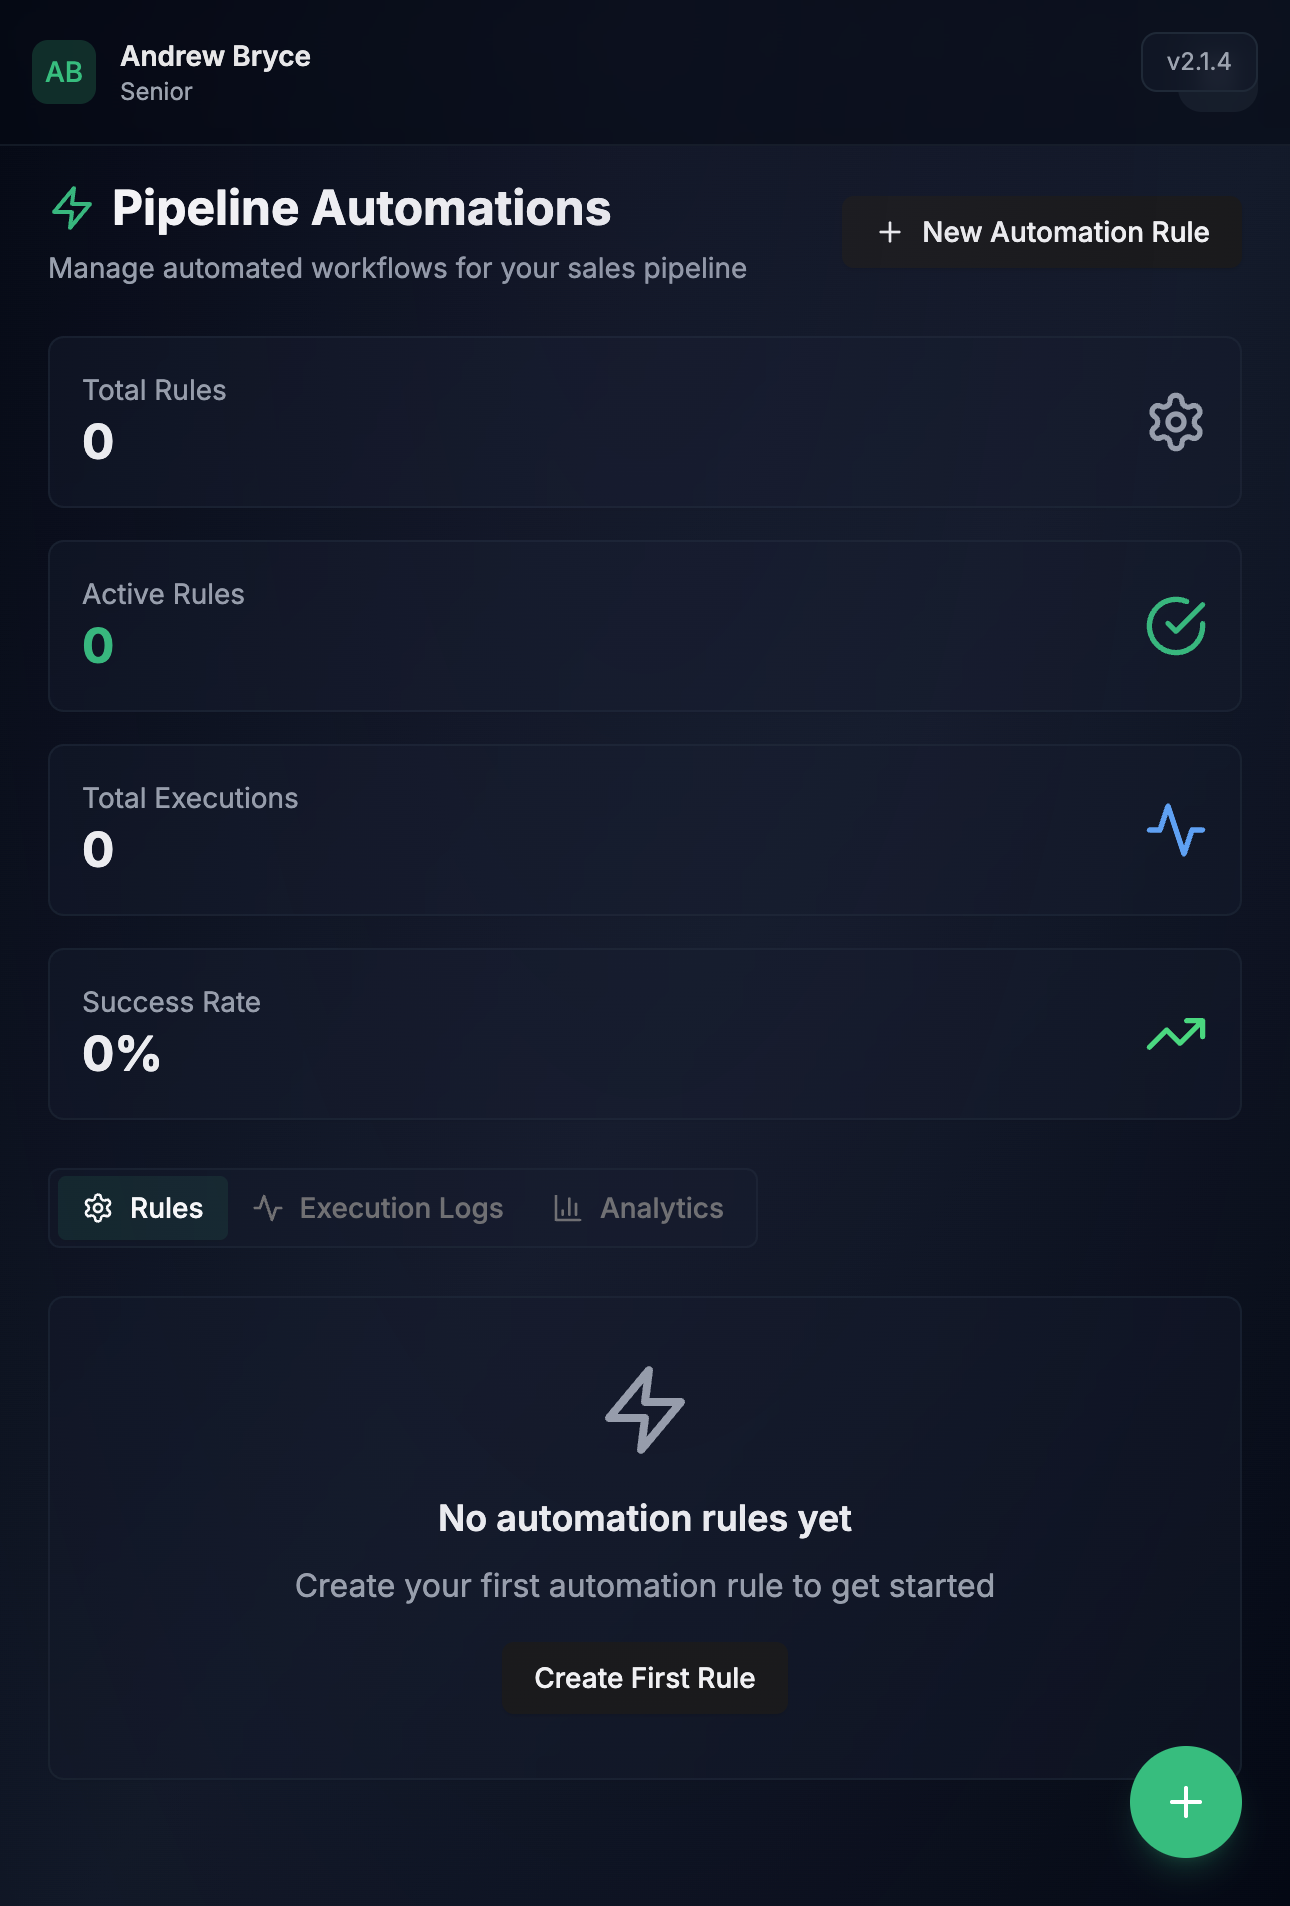 AB
Andrew Bryce
Senior
v2.1.4
Pipeline Automations
Manage automated workflows for your sales pipeline
New Automation Rule
Total Rules
0
Active Rules
0
Total Executions
0
Success Rate
0%
Rules
Execution Logs
Analytics
No automation rules yet
Create your first automation rule to get started
Create First Rule